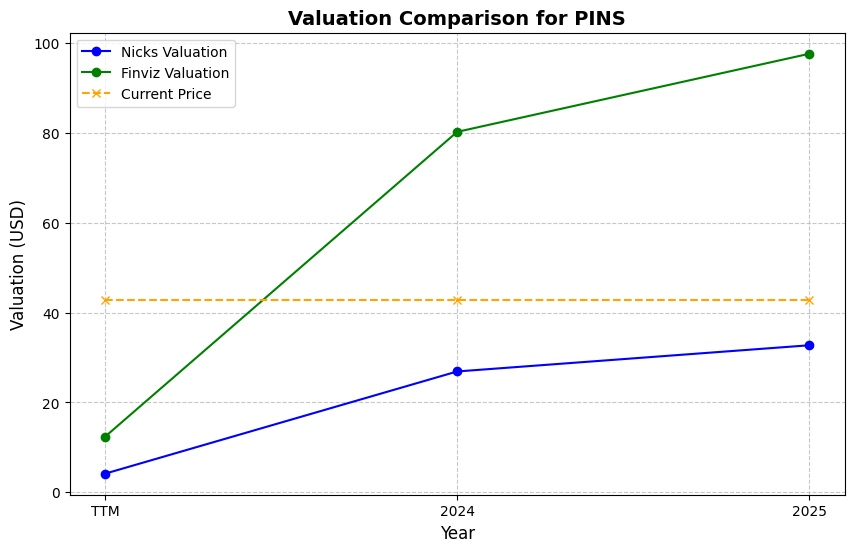 Valuation Comparison for PINS
Nicks Valuation
Finviz Valuation
Current Price
Valuation (USD)
100
80
60
40
20
0
TTM
2024
2025
Year